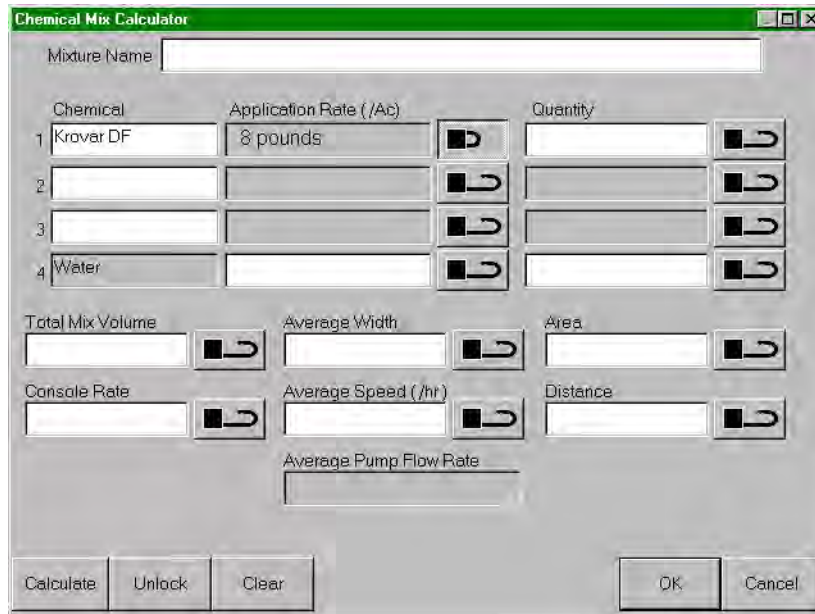 Chemical Mix Calculator
Mixture Name
Chemical Application Rate (/Ac) Quantity
1 Krovar DF 8 pounds
2
3
4 Water
Total Mix Volume Average Width Area
Console Rate Average Speed (/hr) Distance
Average Pump Flow Rate
Calculate Unlock Clear OK Cancel